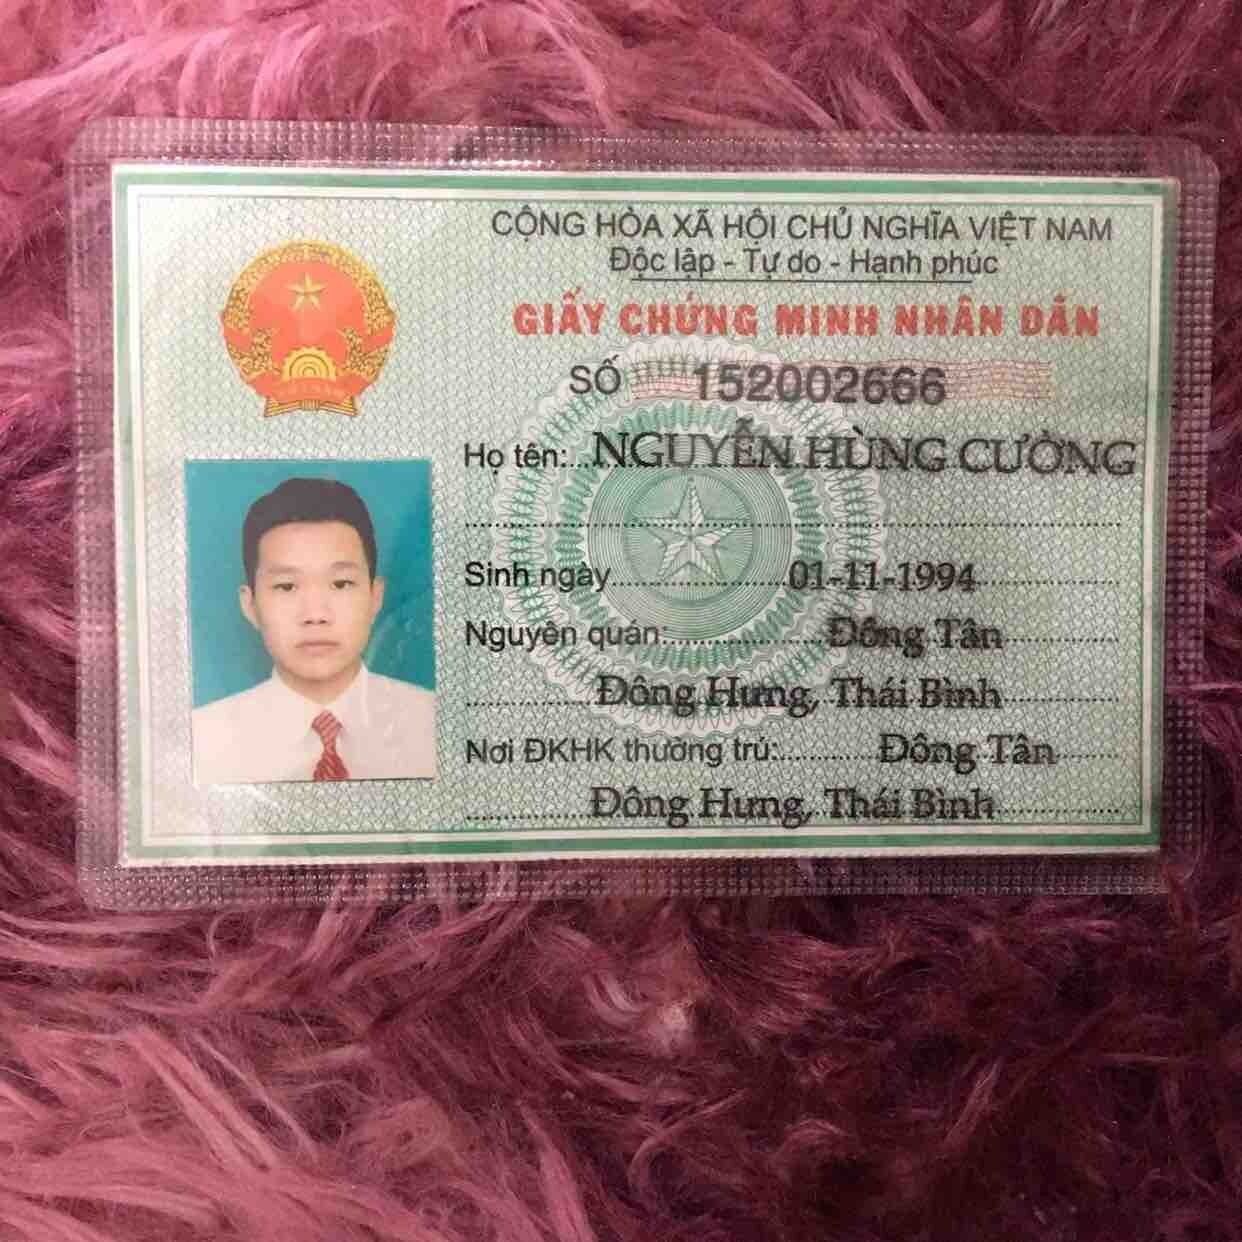 CỘNG HÒA XÃ HỘI CHỦ NGHĨA VIỆT NAM
Độc lập - Tự do - Hạnh phúc
GIẤY CHỨNG MINH NHÂN DÂN
SỐ 152002666
Họ tên: NGUYỄN HÙNG CƯỜNG
Sinh ngày 01-11-1994
Nguyên quán: Đông Tân
Đông Hưng, Thái Bình
Nơi ĐKHK thường trú: Đông Tân
Đông Hưng, Thái Bình